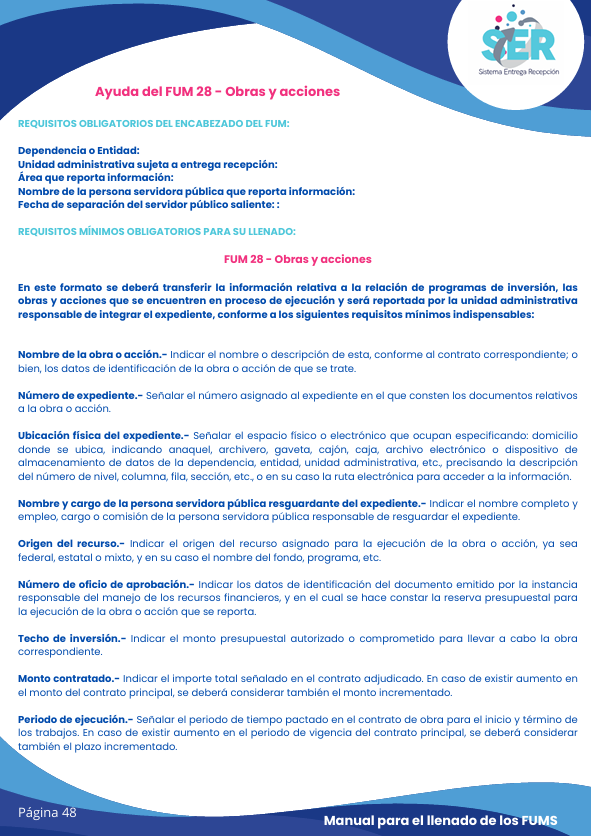 SER
Sistema Entrega Recepción
Ayuda del FUM 28 - Obras y acciones
REQUISITOS OBLIGATORIOS DEL ENCABEZADO DEL FUM:
Dependencia o Entidad:
Unidad administrativa sujeta a entrega recepción:
Área que reporta información:
Nombre de la persona servidora pública que reporta información:
Fecha de separación del servidor público saliente: :
REQUISITOS MÍNIMOS OBLIGATORIOS PARA SU LLENADO:
FUM 28 - Obras y acciones
En este formato se deberá transferir la información relativa a la relación de programas de inversión, las
obras y acciones que se encuentren en proceso de ejecución y será reportada por la unidad administrativa
responsable de integrar el expediente, conforme a los siguientes requisitos mínimos indispensables:
Nombre de la obra o acción.- Indicar el nombre o descripción de esta, conforme al contrato correspondiente; o
bien, los datos de identificación de la obra o acción de que se trate.
Número de expediente.- Señalar el número asignado al expediente en el que consten los documentos relativos
a la obra o acción.
Ubicación física del expediente.- Señalar el espacio físico o electrónico que ocupan especificando: domicilio
donde se ubica, indicando anaquel, archivero, gaveta, cajón, caja, archivo electrónico o dispositivo de
almacenamiento de datos de la dependencia, entidad, unidad administrativa, etc., precisando la descripción
del número de nivel, columna, fila, sección, etc., o en su caso la ruta electrónica para acceder a la información.
Nombre y cargo de la persona servidora pública resguardante del expediente.- Indicar el nombre completo y
empleo, cargo o comisión de la persona servidora pública responsable de resguardar el expediente.
Origen del recurso.- Indicar el origen del recurso asignado para la ejecución de la obra o acción, ya sea
federal, estatal o mixto, y en su caso el nombre del fondo, programa, etc.
Número de oficio de aprobación.- Indicar los datos de identificación del documento emitido por la instancia
responsable del manejo de los recursos financieros, y en el cual se hace constar la reserva presupuestal para
la ejecución de la obra o acción que se reporta.
Techo de inversión.- Indicar el monto presupuestal autorizado o comprometido para llevar a cabo la obra
correspondiente.
Monto contratado.- Indicar el importe total señalado en el contrato adjudicado. En caso de existir aumento en
el monto del contrato principal, se deberá considerar también el monto incrementado.
Periodo de ejecución.- Señalar el periodo de tiempo pactado en el contrato de obra para el inicio y término de
los trabajos. En caso de existir aumento en el periodo de vigencia del contrato principal, se deberá considerar
también el plazo incrementado.
Página 48
Manual para el llenado de los FUMS